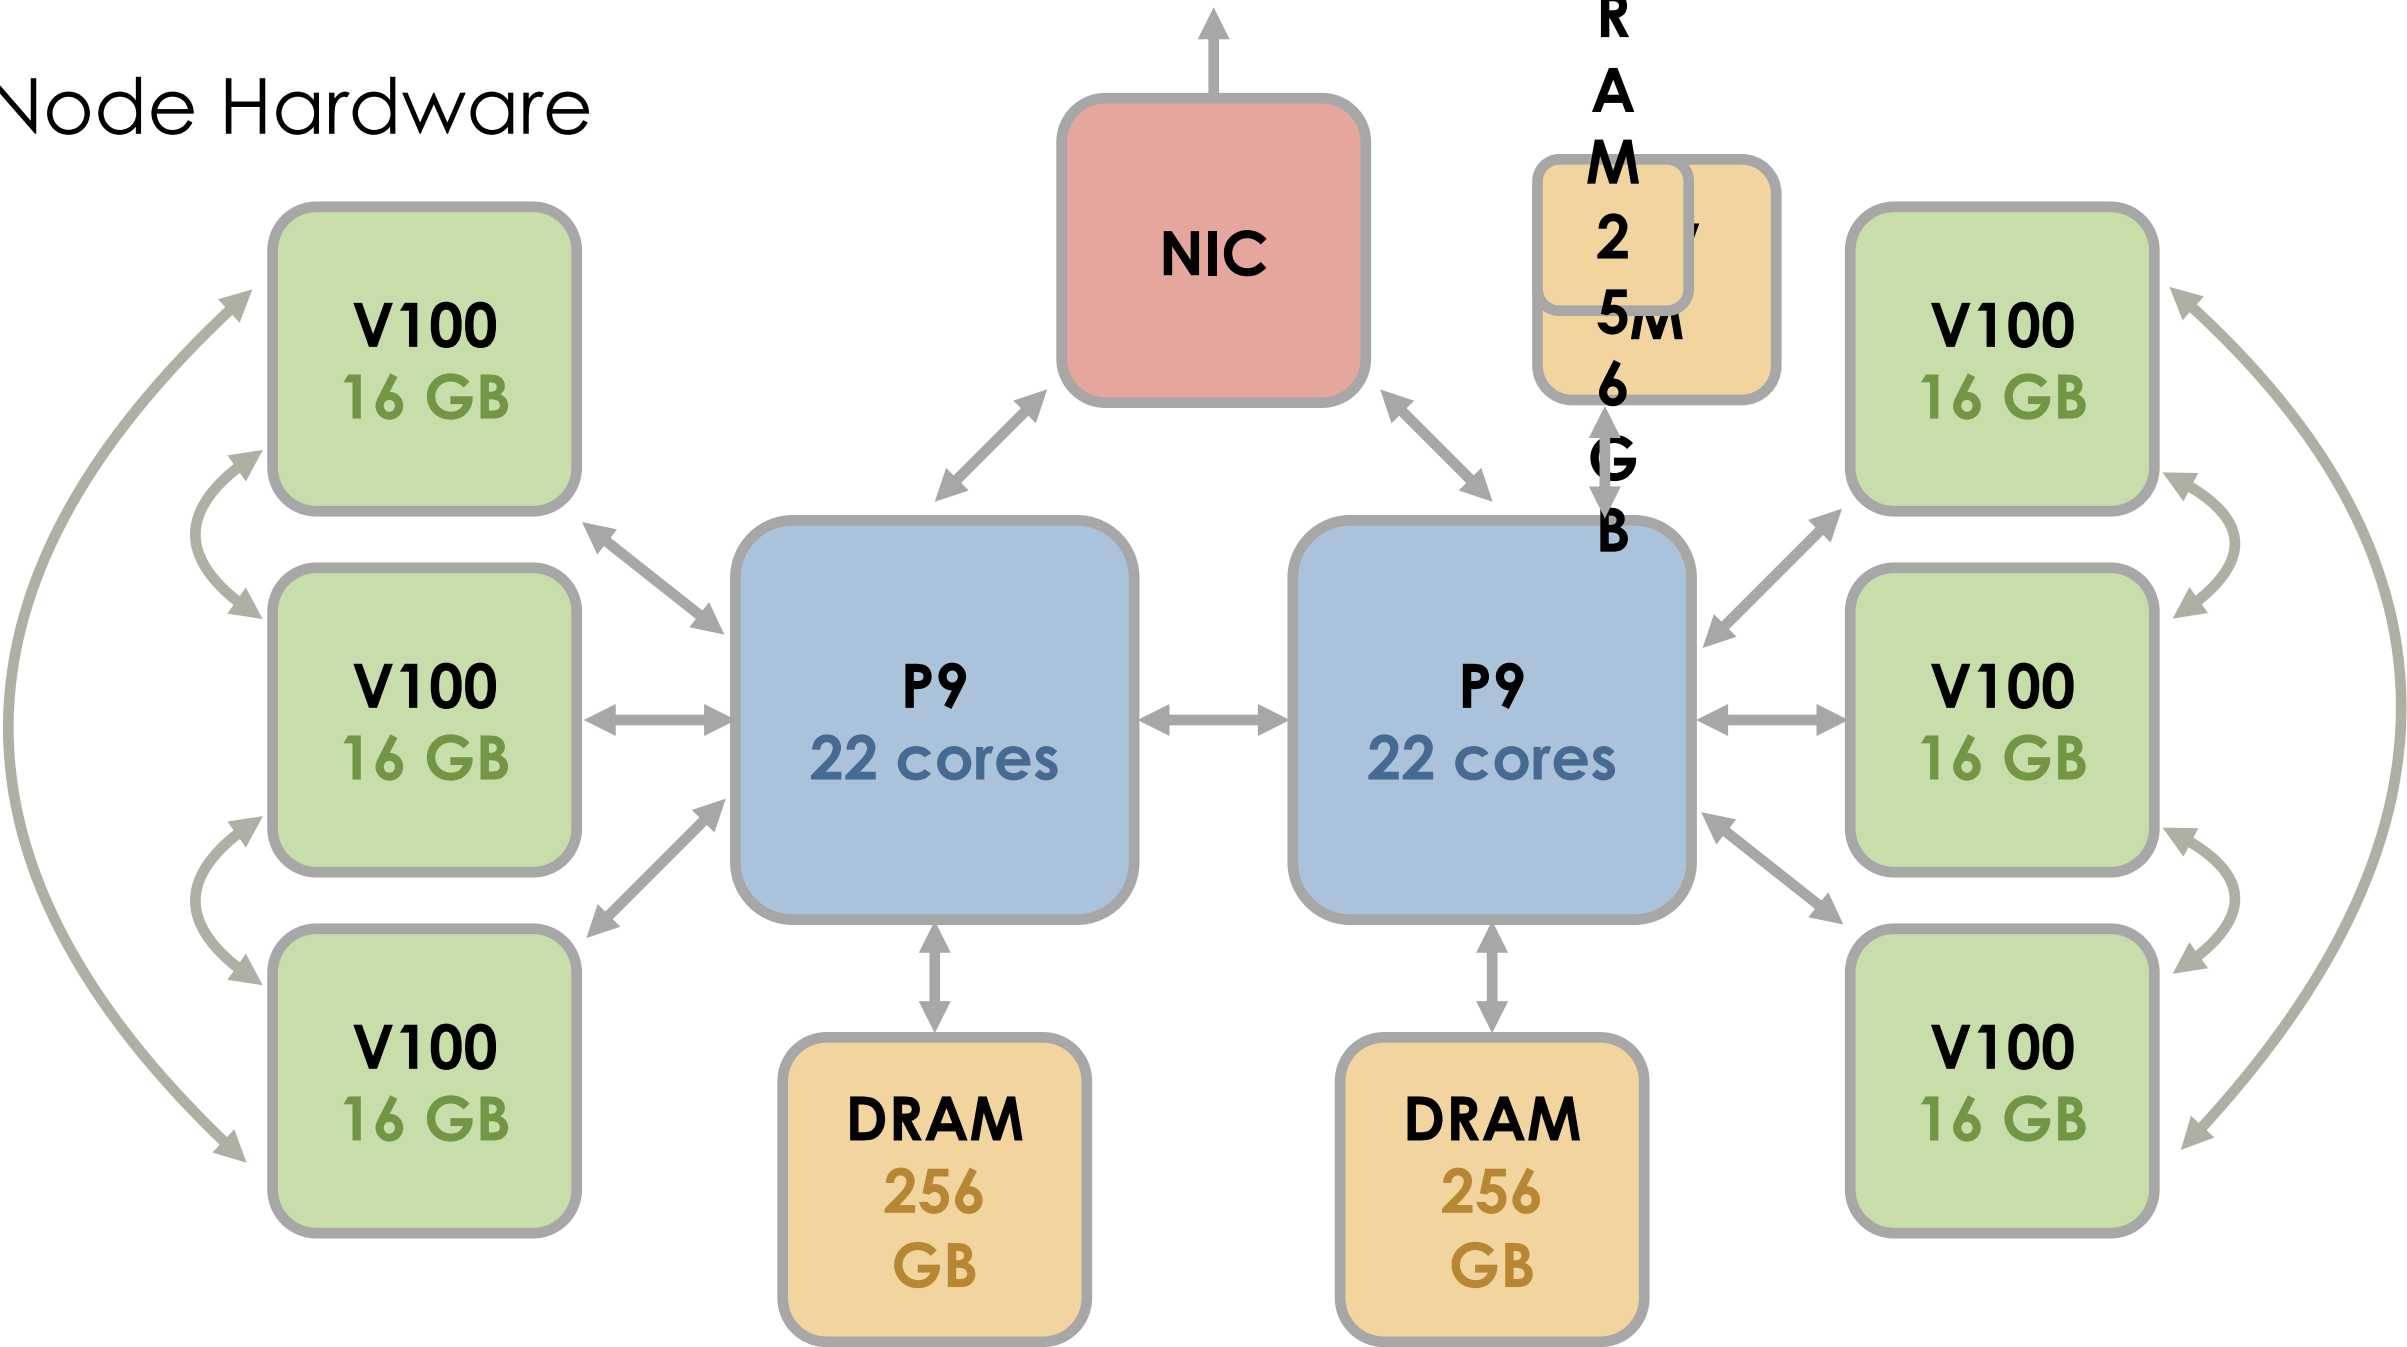 Node Hardware
NIC
R
A
M
2
5
6
G
B
M
V100
16 GB
V100
16 GB
V100
16 GB
P9
22 cores
P9
22 cores
V100
16 GB
V100
16 GB
V100
16 GB
DRAM
256
GB
DRAM
256
GB